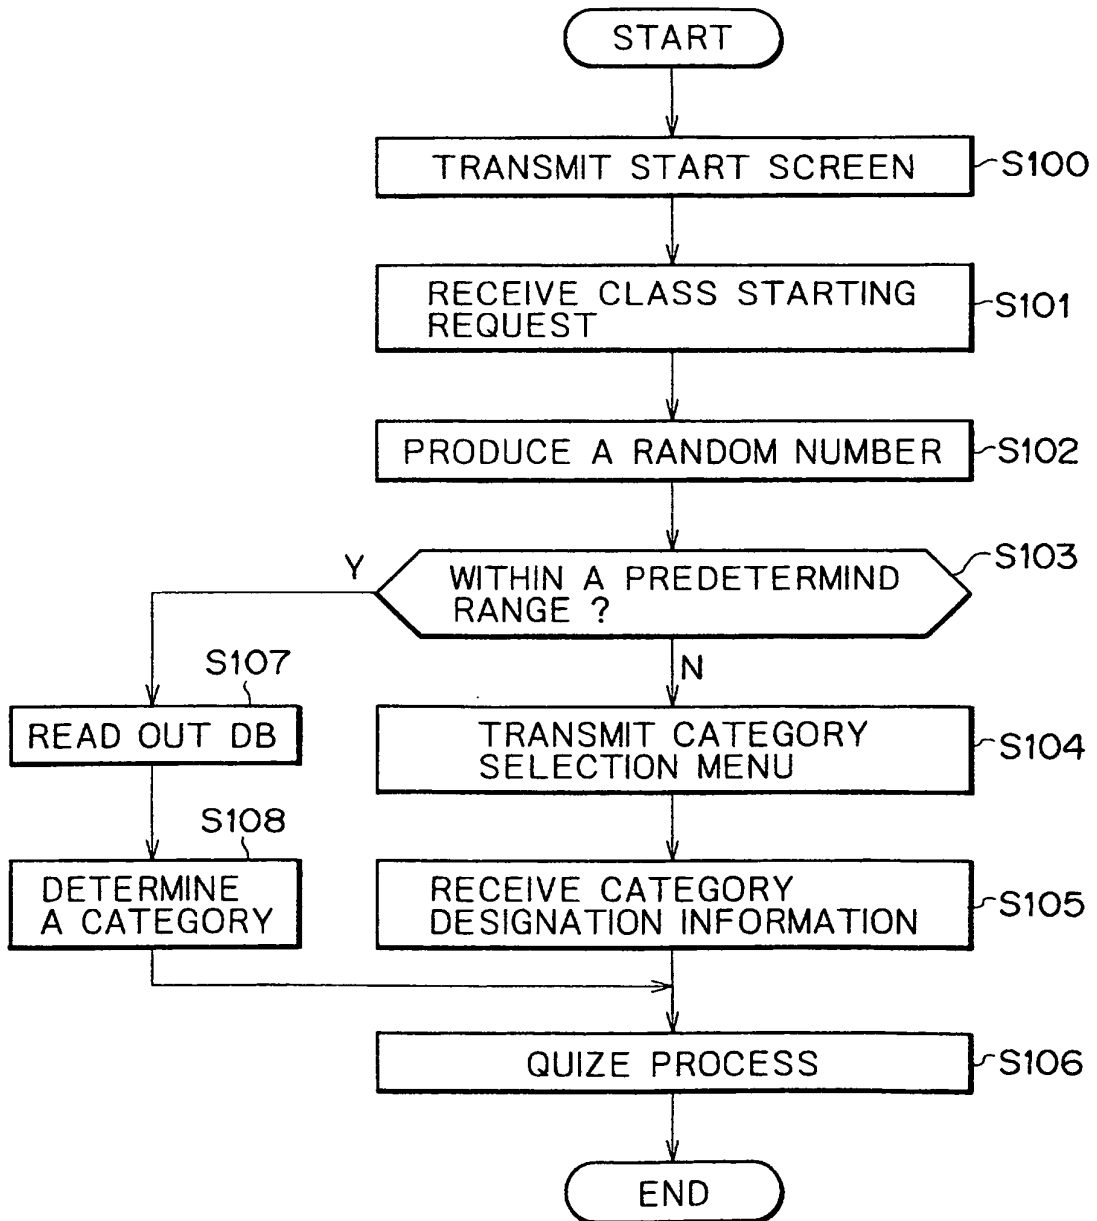 START
TRANSMIT START SCREEN
S100
RECEIVE CLASS STARTING
REQUEST
S101
PRODUCE A RANDOM NUMBER
S102
Y
WITHIN A PREDETERMIND
RANGE ?
S103
N
S107
READ OUT DB
TRANSMIT CATEGORY
SELECTION MENU
S104
S108
DETERMINE
A CATEGORY
RECEIVE CATEGORY
DESIGNATION INFORMATION
S105
QUIZE PROCESS
S106
END